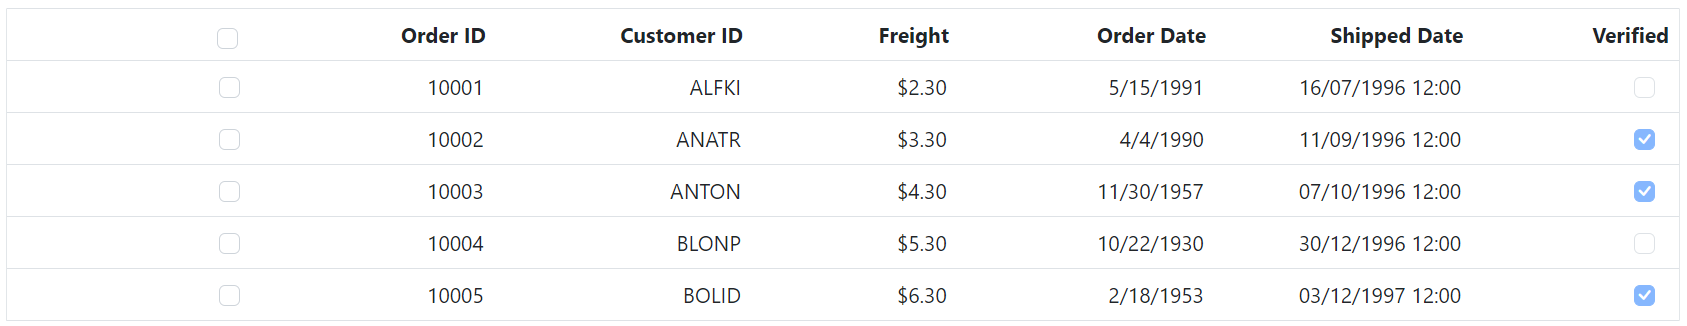 Order ID Customer ID Freight Order Date Shipped Date Verified
10001 ALFKI $2.30 5/15/1991 16/07/1996 12:00
10002 ANATR $3.30 4/4/1990 11/09/1996 12:00
10003 ANTON $4.30 11/30/1957 07/10/1996 12:00
10004 BLONP $5.30 10/22/1930 30/12/1996 12:00
10005 BOLID $6.30 2/18/1953 03/12/1997 12:00